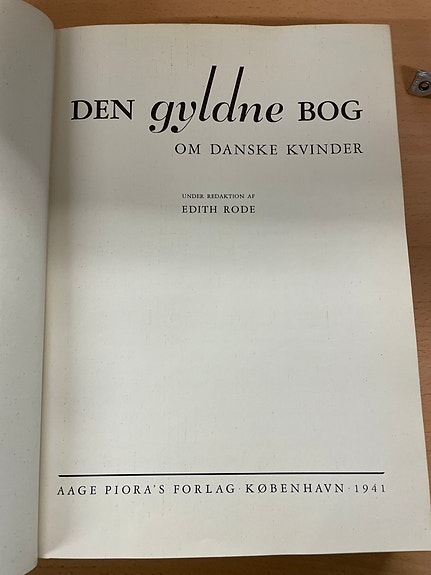 DEN gyldne BOG
OM DANSKE KVINDER
UNDER REDAKTION AF
EDITH RODE
AAGE PIORA'S FORLAG · KØBENHAVN · 1941